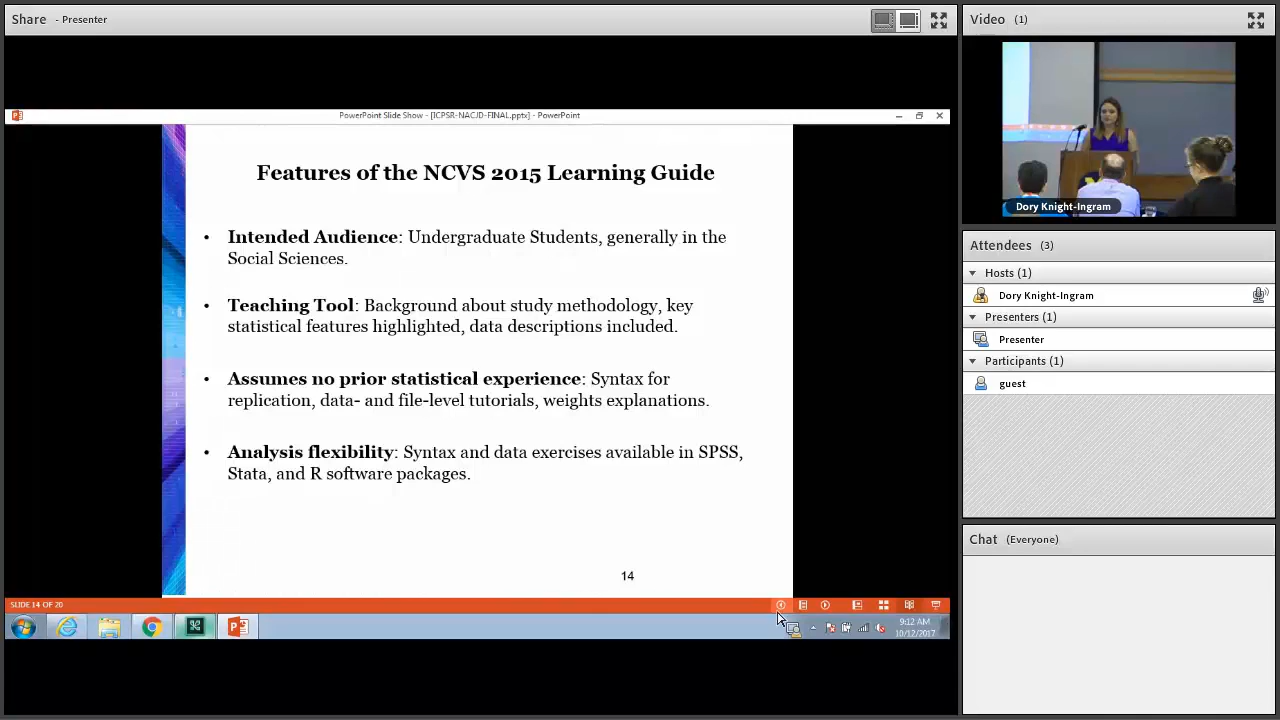 Share - Presenter
PowerPoint Slide Show - [ICPSR-NACJD-FINAL.pptx] - PowerPoint
Features of the NCVS 2015 Learning Guide
• Intended Audience: Undergraduate Students, generally in the
Social Sciences.
• Teaching Tool: Background about study methodology, key
statistical features highlighted, data descriptions included.
• Assumes no prior statistical experience: Syntax for
replication, data- and file-level tutorials, weights explanations.
• Analysis flexibility: Syntax and data exercises available in SPSS,
Stata, and R software packages.
14
SLIDE 14 OF 20
9:12 AM
10/12/2017
Video (1)
Dory Knight-Ingram
Attendees (3)
Hosts (1)
Dory Knight-Ingram
Presenters (1)
Presenter
Participants (1)
guest
Chat (Everyone)